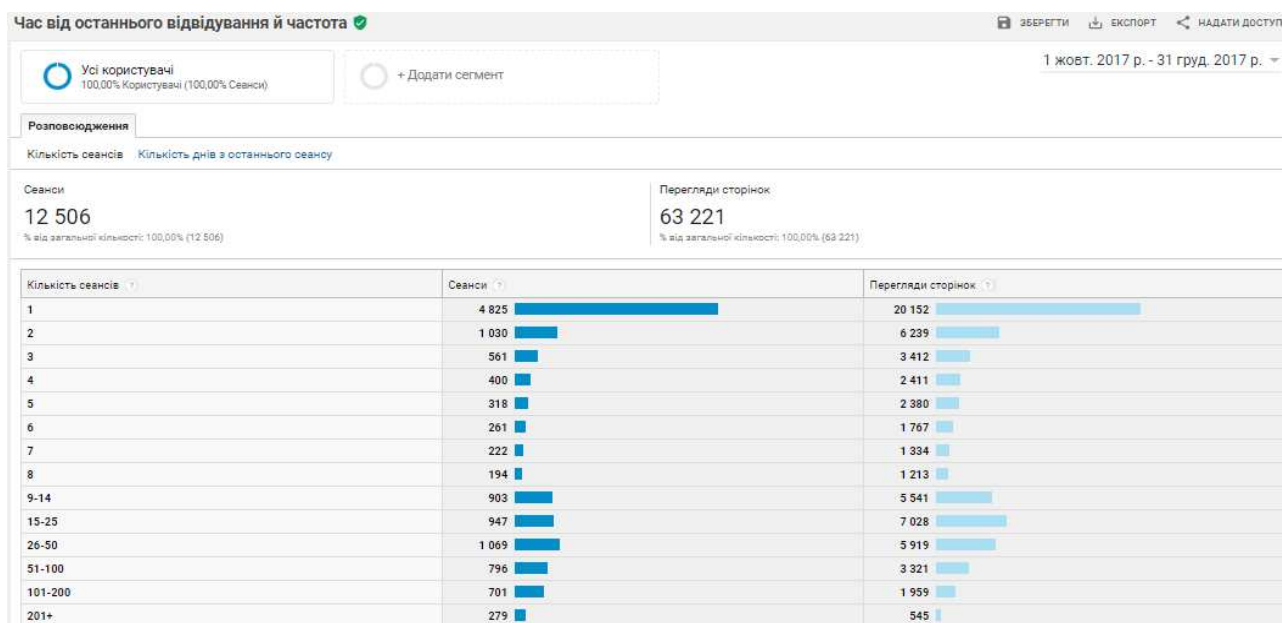 Час від останнього відвідування й частота
ЗБЕРЕГТИ ЕКСПОРТ НАДАТИ ДОСТУП
1 жовт. 2017 р. - 31 груд. 2017 р.
Усі користувачі
100,00% Користувачі (100,00% Сеанси)
+ Додати сегмент
Розповсюдження
Кількість сеансів Кількість днів з останнього сеансу
Сеанси Перегляди сторінок
12 506 63 221
% від загальної кількості: 100,00% (12 506) % від загальної кількості: 100,00% (63 221)
Кількість сеансів ? Сеанси ? Перегляди сторінок ?
1 4 825 20 152
2 1 030 6 239
3 561 3 412
4 400 2 411
5 318 2 380
6 261 1 767
7 222 1 334
8 194 1 213
9-14 903 5 541
15-25 947 7 028
26-50 1 069 5 919
51-100 796 3 321
101-200 701 1 959
201+ 279 545